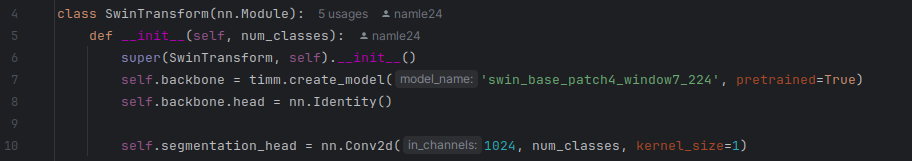 4 class SwinTransform(nn.Module): 5 usages namle24
5 def __init__(self, num_classes): namle24
6 super(SwinTransform, self).__init__()
7 self.backbone = timm.create_model( model_name: 'swin_base_patch4_window7_224', pretrained=True)
8 self.backbone.head = nn.Identity()
9
10 self.segmentation_head = nn.Conv2d( in_channels: 1024, num_classes, kernel_size=1)